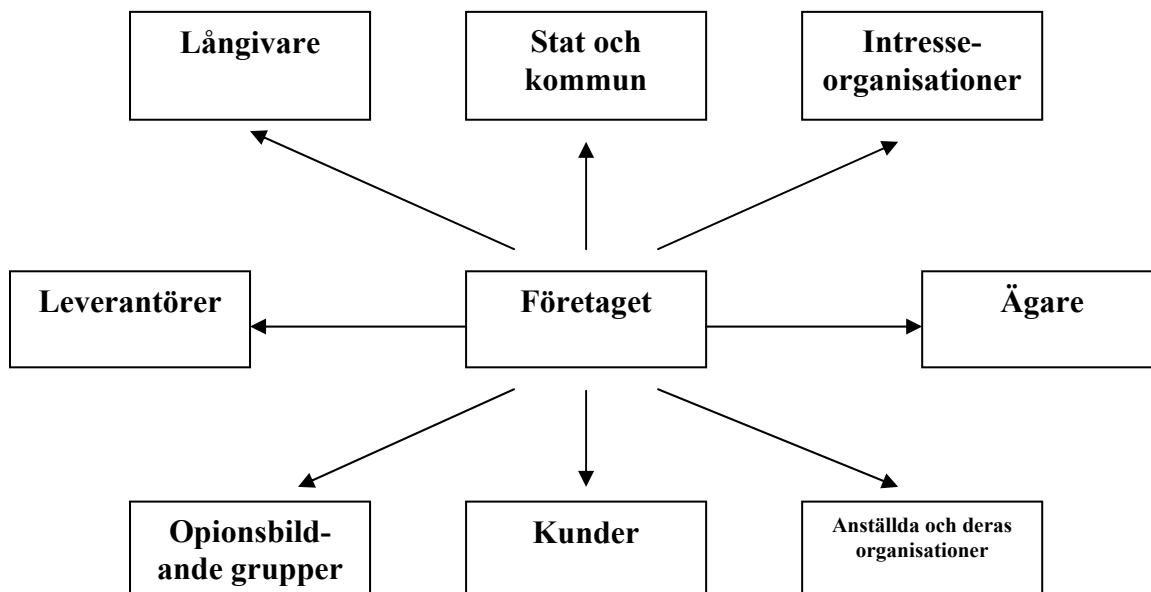 Långivare
Stat och
kommun
Intresse-
organisationer
Leverantörer
Företaget
Ägare
Opionsbild-
ande grupper
Kunder
Anställda och deras
organisationer